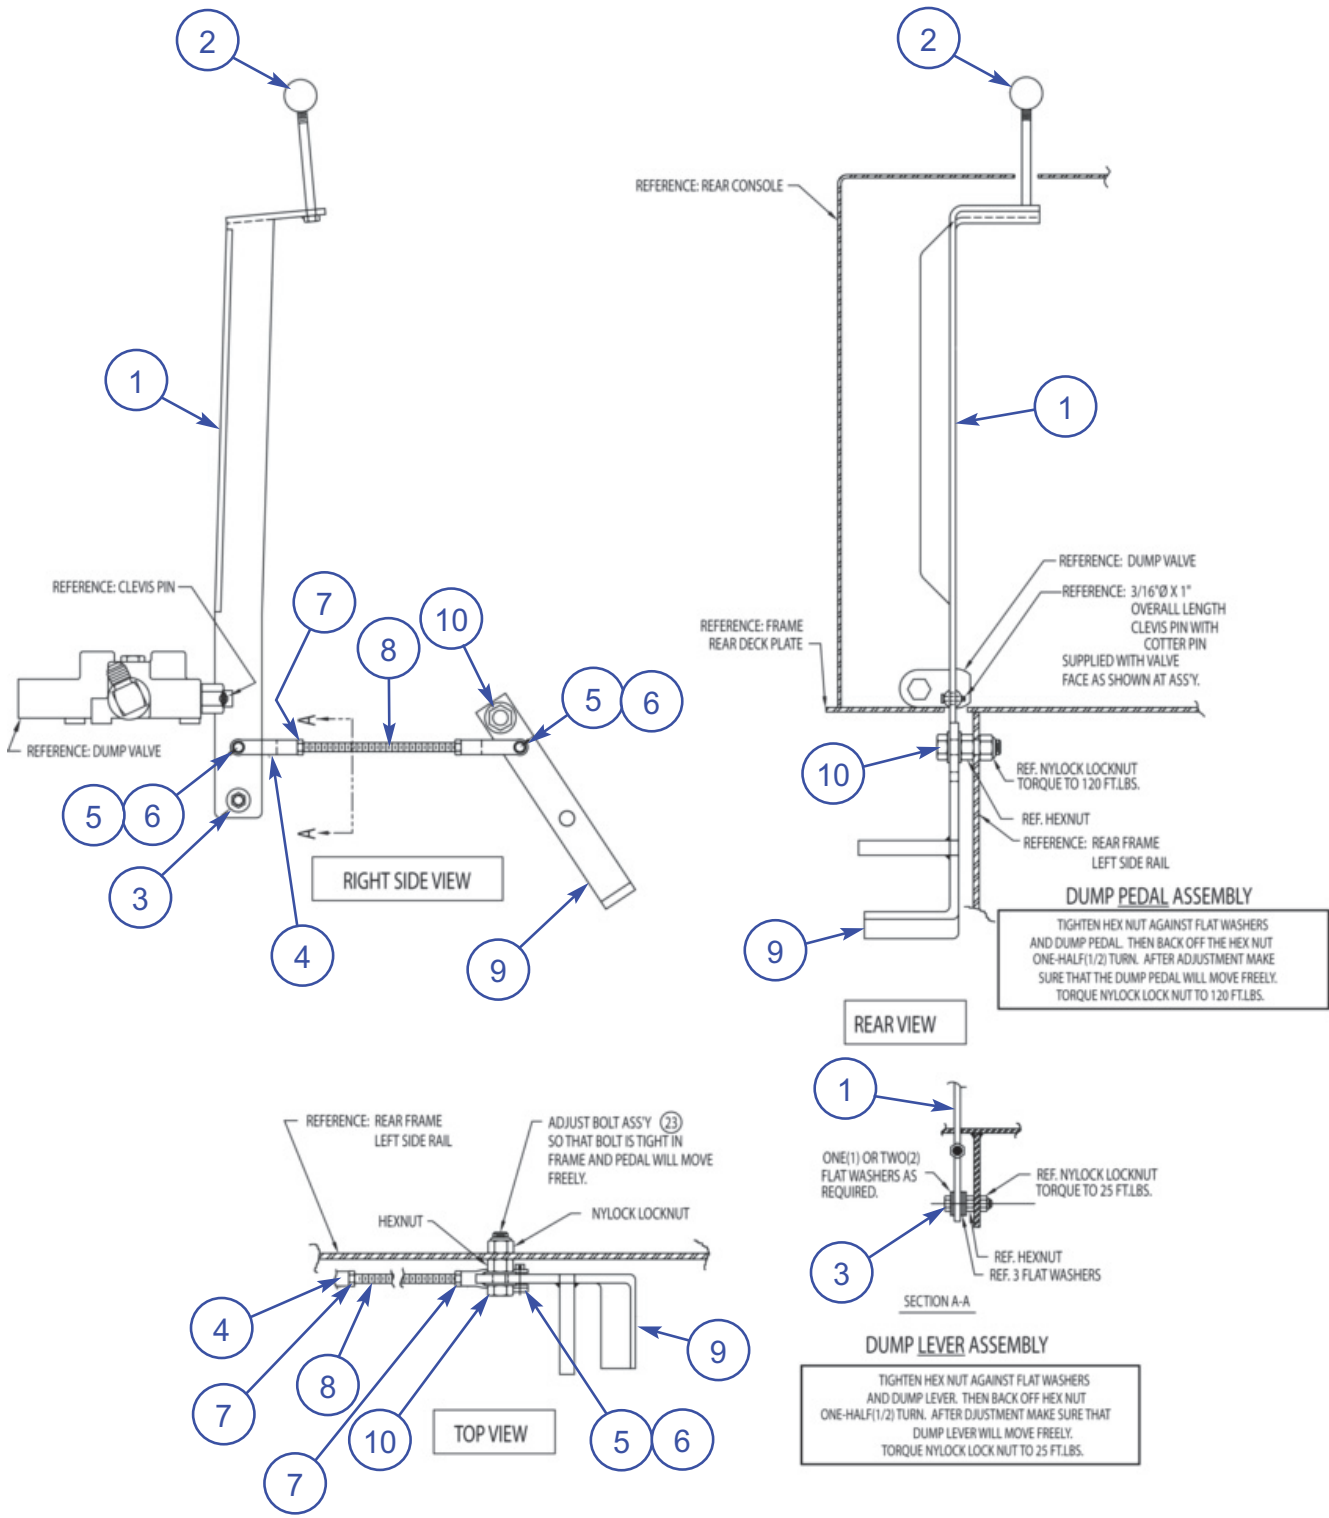 2
2
REFERENCE: REAR CONSOLE
1
1
REFERENCE: CLEVIS PIN
7
10
8
5
6
REFERENCE: DUMP VALVE
REFERENCE: 3/16"Ø X 1"
OVERALL LENGTH
CLEVIS PIN WITH
COTTER PIN
SUPPLIED WITH VALVE
FACE AS SHOWN AT ASS'Y.
REFERENCE: FRAME
REAR DECK PLATE
A
REFERENCE: DUMP VALVE
5
6
A
3
4
RIGHT SIDE VIEW
9
10
REF. NYLOCK LOCKNUT
TORQUE TO 120 FT.LBS.
REF. HEXNUT
REFERENCE: REAR FRAME
LEFT SIDE RAIL
9
DUMP PEDAL ASSEMBLY
TIGHTEN HEX NUT AGAINST FLAT WASHERS
AND DUMP PEDAL. THEN BACK OFF THE HEX NUT
ONE-HALF(1/2) TURN. AFTER ADJUSTMENT MAKE
SURE THAT THE DUMP PEDAL WILL MOVE FREELY.
TORQUE NYLOCK LOCK NUT TO 120 FT.LBS.
REAR VIEW
REFERENCE: REAR FRAME
LEFT SIDE RAIL
ADJUST BOLT ASS'Y 23
SO THAT BOLT IS TIGHT IN
FRAME AND PEDAL WILL MOVE
FREELY.
HEXNUT
NYLOCK LOCKNUT
4
7
8
7
10
5
6
9
TOP VIEW
1
ONE(1) OR TWO(2)
FLAT WASHERS AS
REQUIRED.
REF. NYLOCK LOCKNUT
TORQUE TO 25 FT.LBS.
3
REF. HEXNUT
REF. 3 FLAT WASHERS
SECTION A-A
DUMP LEVER ASSEMBLY
TIGHTEN HEX NUT AGAINST FLAT WASHERS
AND DUMP LEVER. THEN BACK OFF HEX NUT
ONE-HALF(1/2) TURN. AFTER DJUSTMENT MAKE SURE THAT
DUMP LEVER WILL MOVE FREELY.
TORQUE NYLOCK LOCK NUT TO 25 FT.LBS.